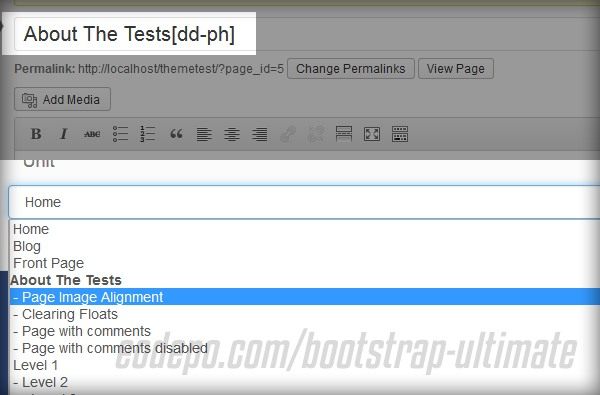 About The Tests[dd-ph]
Permalink: http://localhost/themetest/?page_id=5 Change Permalinks View Page
Add Media
B I ABC
Unit
Home
Home
Blog
Front Page
About The Tests
- Page Image Alignment
- Clearing Floats
- Page with comments
- Page with comments disabled
eodepo.com/bootstrap-ultimate
Level 1
- Level 2